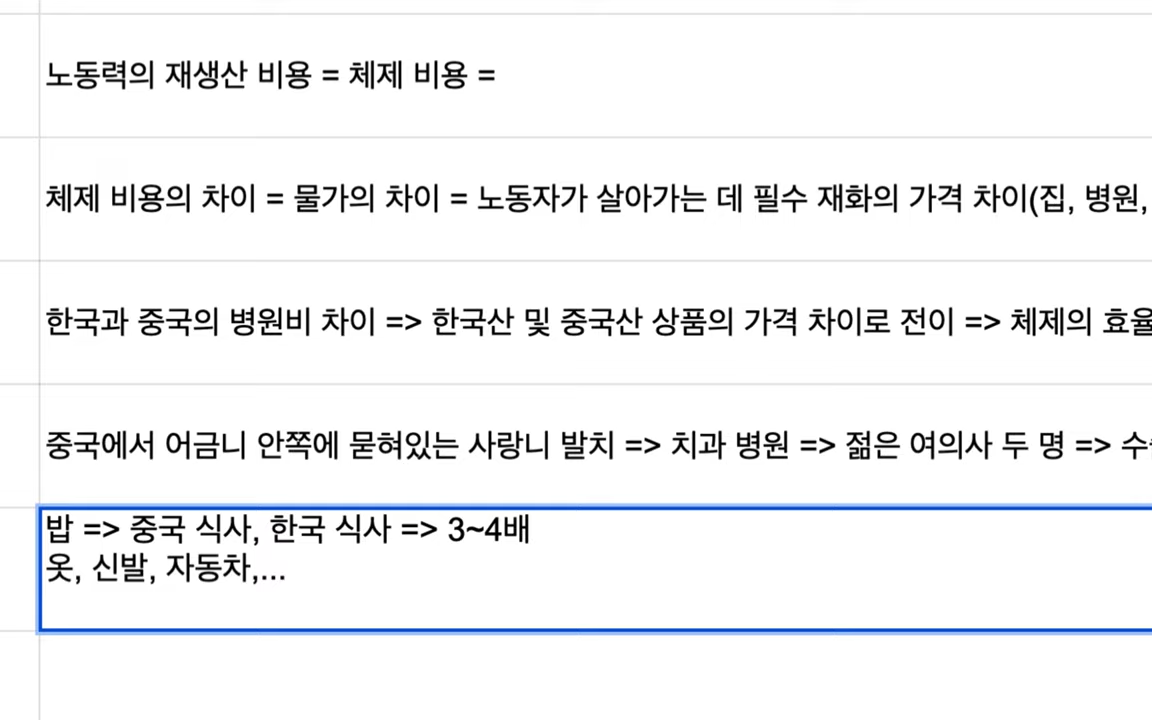 노동력의 재생산 비용 = 체제 비용 =
체제 비용의 차이 = 물가의 차이 = 노동자가 살아가는 데 필수 재화의 가격 차이(집, 병원,
한국과 중국의 병원비 차이 => 한국산 및 중국산 상품의 가격 차이로 전이 => 체제의 효율
중국에서 어금니 안쪽에 묻혀있는 사랑니 발치 => 치과 병원 => 젊은 여의사 두 명 =>
밥 => 중국 식사, 한국 식사 => 3~4배
옷, 신발, 자동차,...